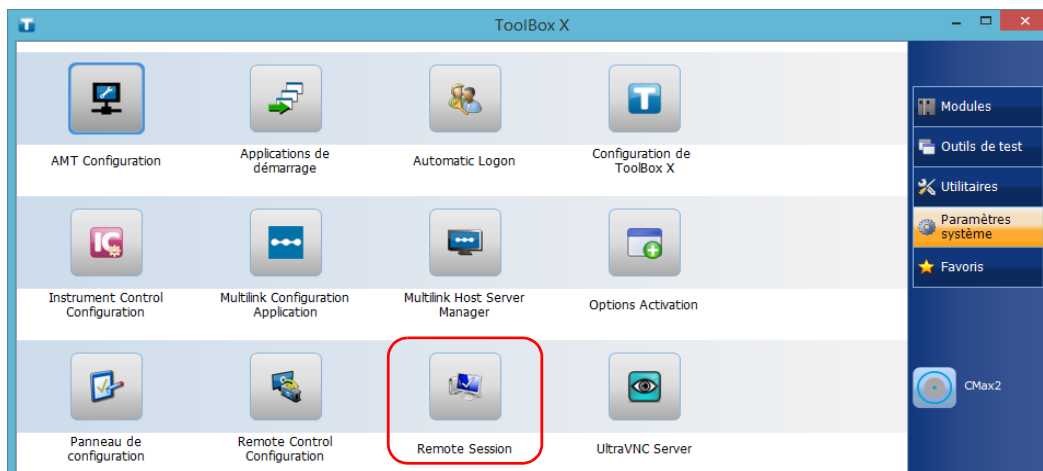 ToolBox X
AMT Configuration
Applications de
démarrage
Automatic Logon
Configuration de
ToolBox X
Instrument Control
Configuration
Multilink Configuration
Application
Multilink Host Server
Manager
Options Activation
Panneau de
configuration
Remote Control
Configuration
Remote Session
UltraVNC Server
Modules
Outils de test
Utilitaires
Paramètres
système
Favoris
CMax2